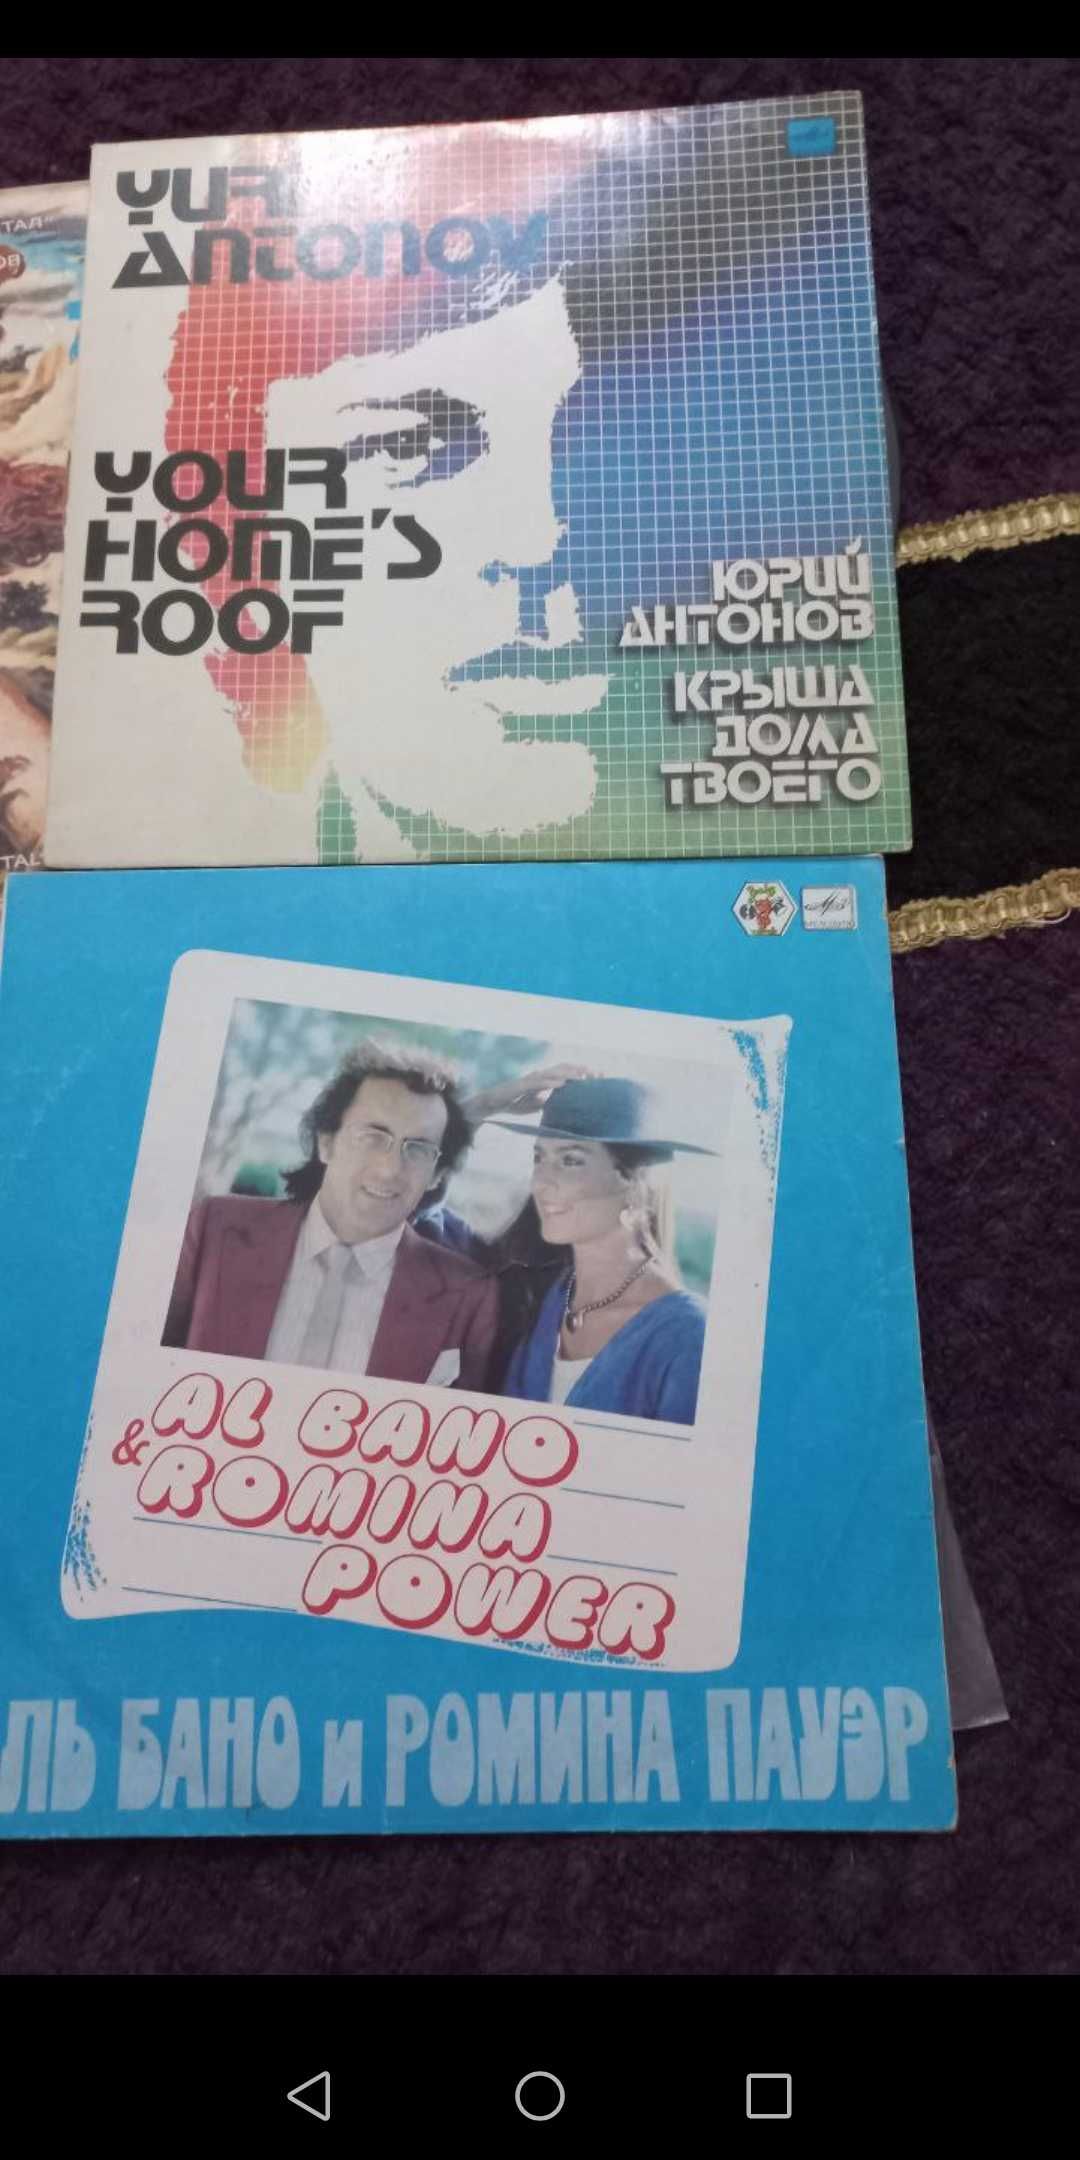 YURI
ANTONOV
YOUR
HOME'S
ROOF
ЮРИЙ
АНТОНОВ
КРЫША
ДОМА
ТВОЕГО
AL BANO
& ROMINA
POWER
ЛЬ БАНО и РОМИНА ПАУЭР